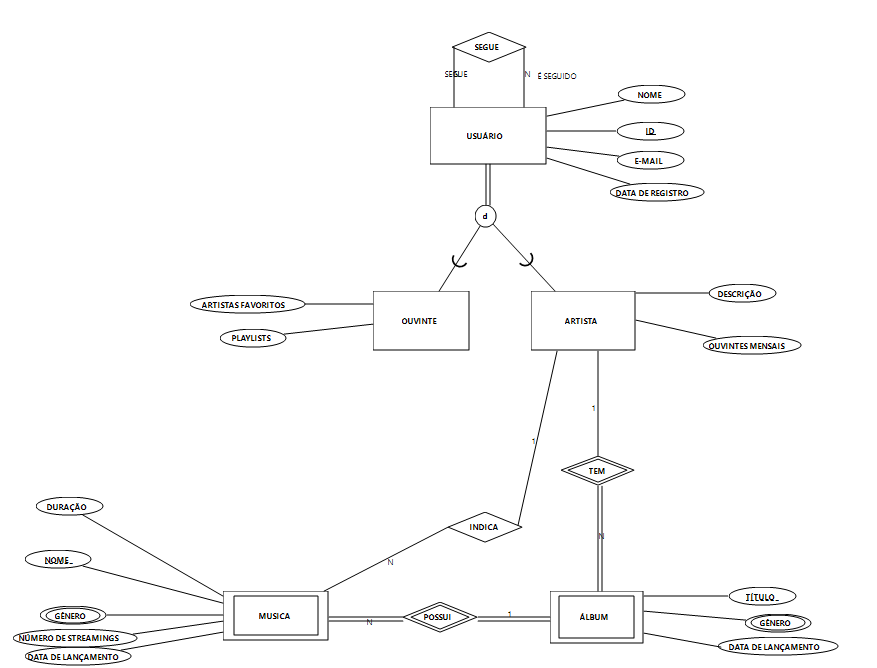 SEGUE
SEGUE
N
É SEGUIDO
NOME
USUÁRIO
ID
E-MAIL
DATA DE REGISTRO
d
ARTISTAS FAVORITOS
PLAYLISTS
OUVINTE
ARTISTA
DESCRIÇÃO
OUVINTES MENSAIS
1
1
TEM
DURAÇÃO
INDICA
N
N
NOME
GÊNERO
NÚMERO DE STREAMINGS
DATA DE LANÇAMENTO
MUSICA
N
POSSUI
1
ÁLBUM
TÍTULO
GÊNERO
DATA DE LANÇAMENTO